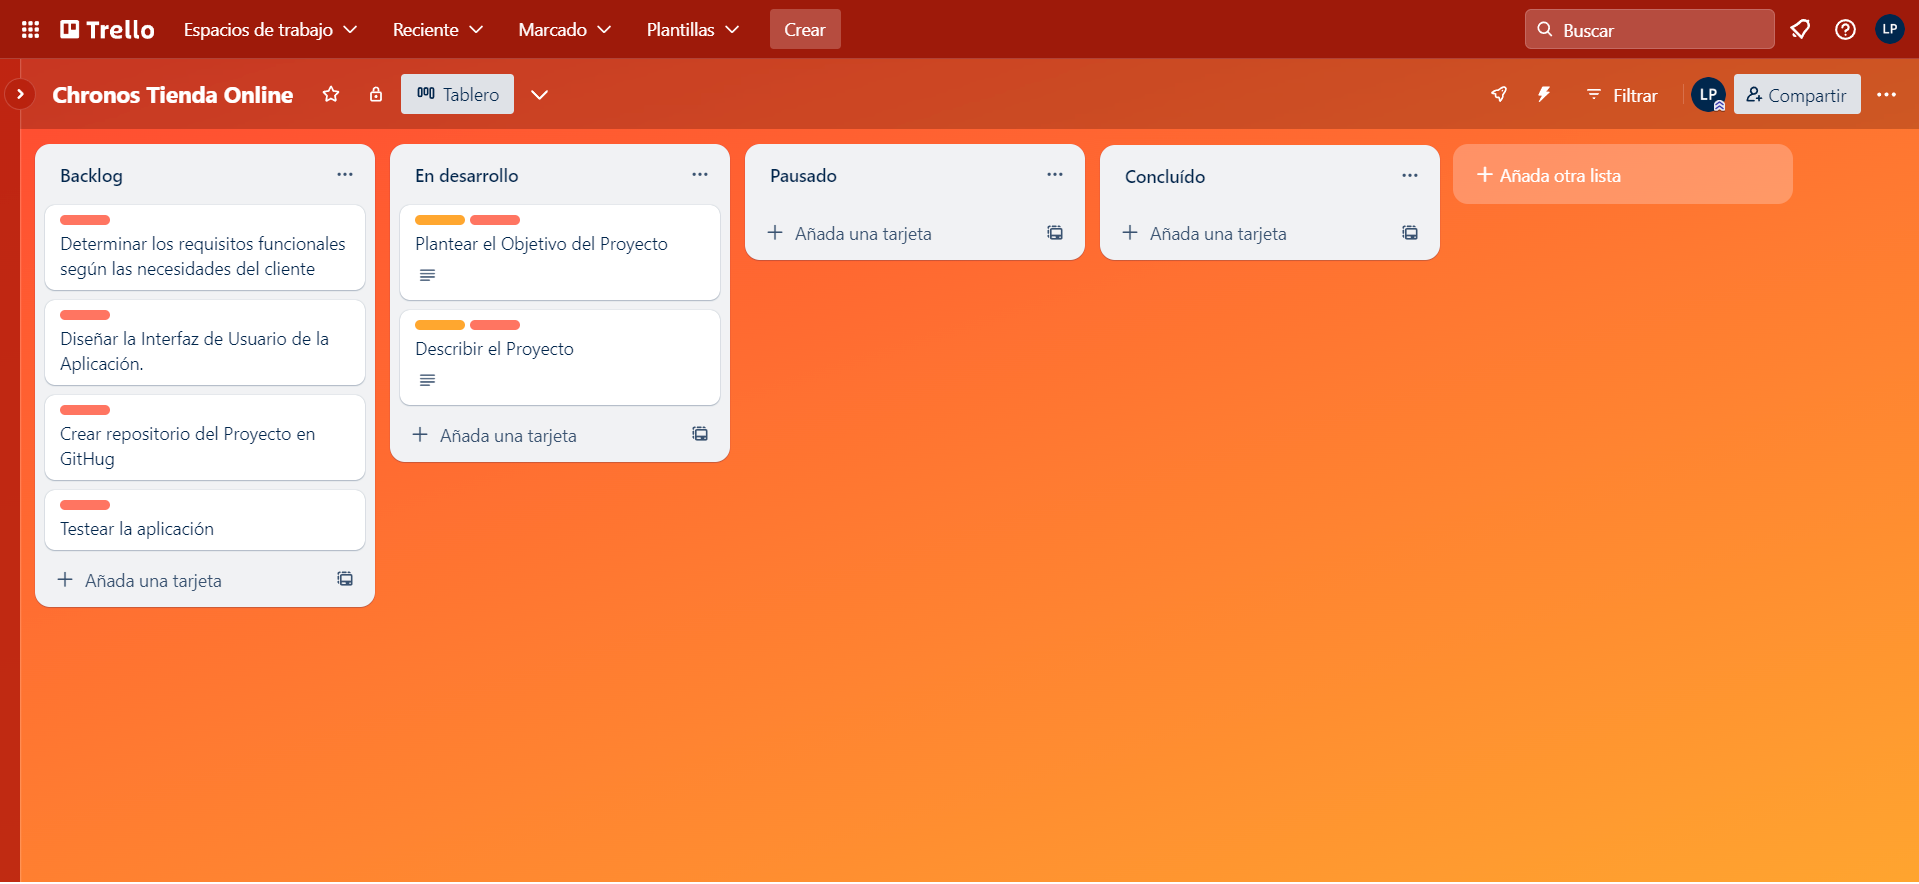 Trello
Espacios de trabajo
Reciente
Marcado
Plantillas
Crear
Buscar
LP
Chronos Tienda Online
Tablero
Filtrar
LP
Compartir
Backlog
Determinar los requisitos funcionales
según las necesidades del cliente
Diseñar la Interfaz de Usuario de la
Aplicación.
Crear repositorio del Proyecto en
GitHug
Testear la aplicación
Añada una tarjeta
En desarrollo
Plantear el Objetivo del Proyecto
Describir el Proyecto
Añada una tarjeta
Pausado
Añada una tarjeta
Concluído
Añada una tarjeta
Añada otra lista